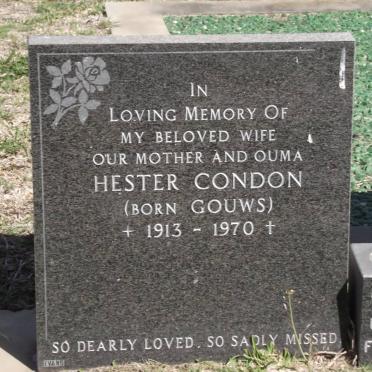 IN
LOVING MEMORY OF
MY BELOVED WIFE
OUR MOTHER AND OUMA
HESTER CONDON
(BORN GOUWS)
+ 1913 - 1970 †
SO DEARLY LOVED. SO SADLY MISSED
EVANS